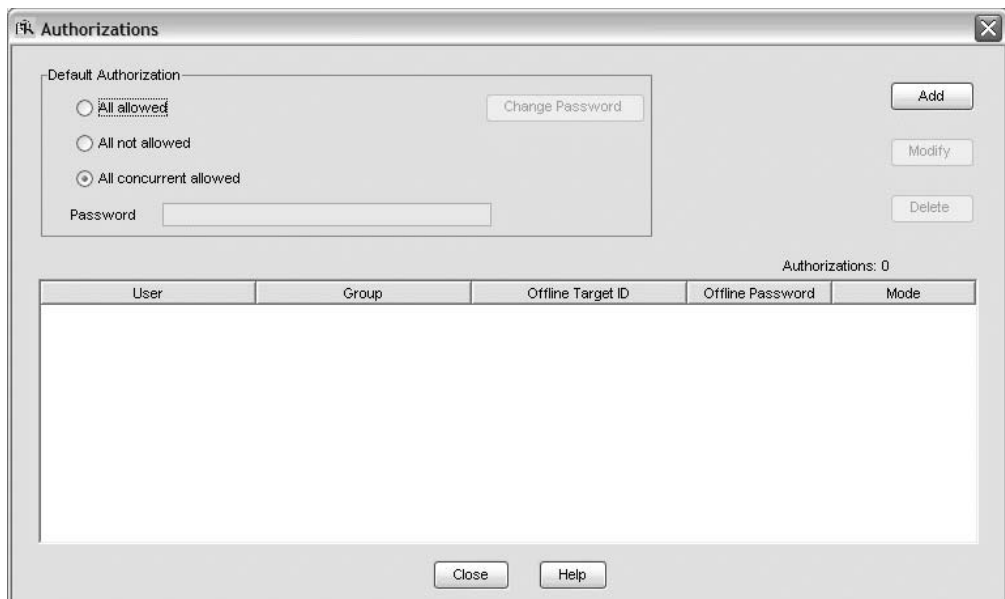 Authorizations
Default Authorization
All allowed
Change Password
Add
All not allowed
Modify
All concurrent allowed
Password
Delete
Authorizations: 0
User Group Offline Target ID Offline Password Mode
Close Help